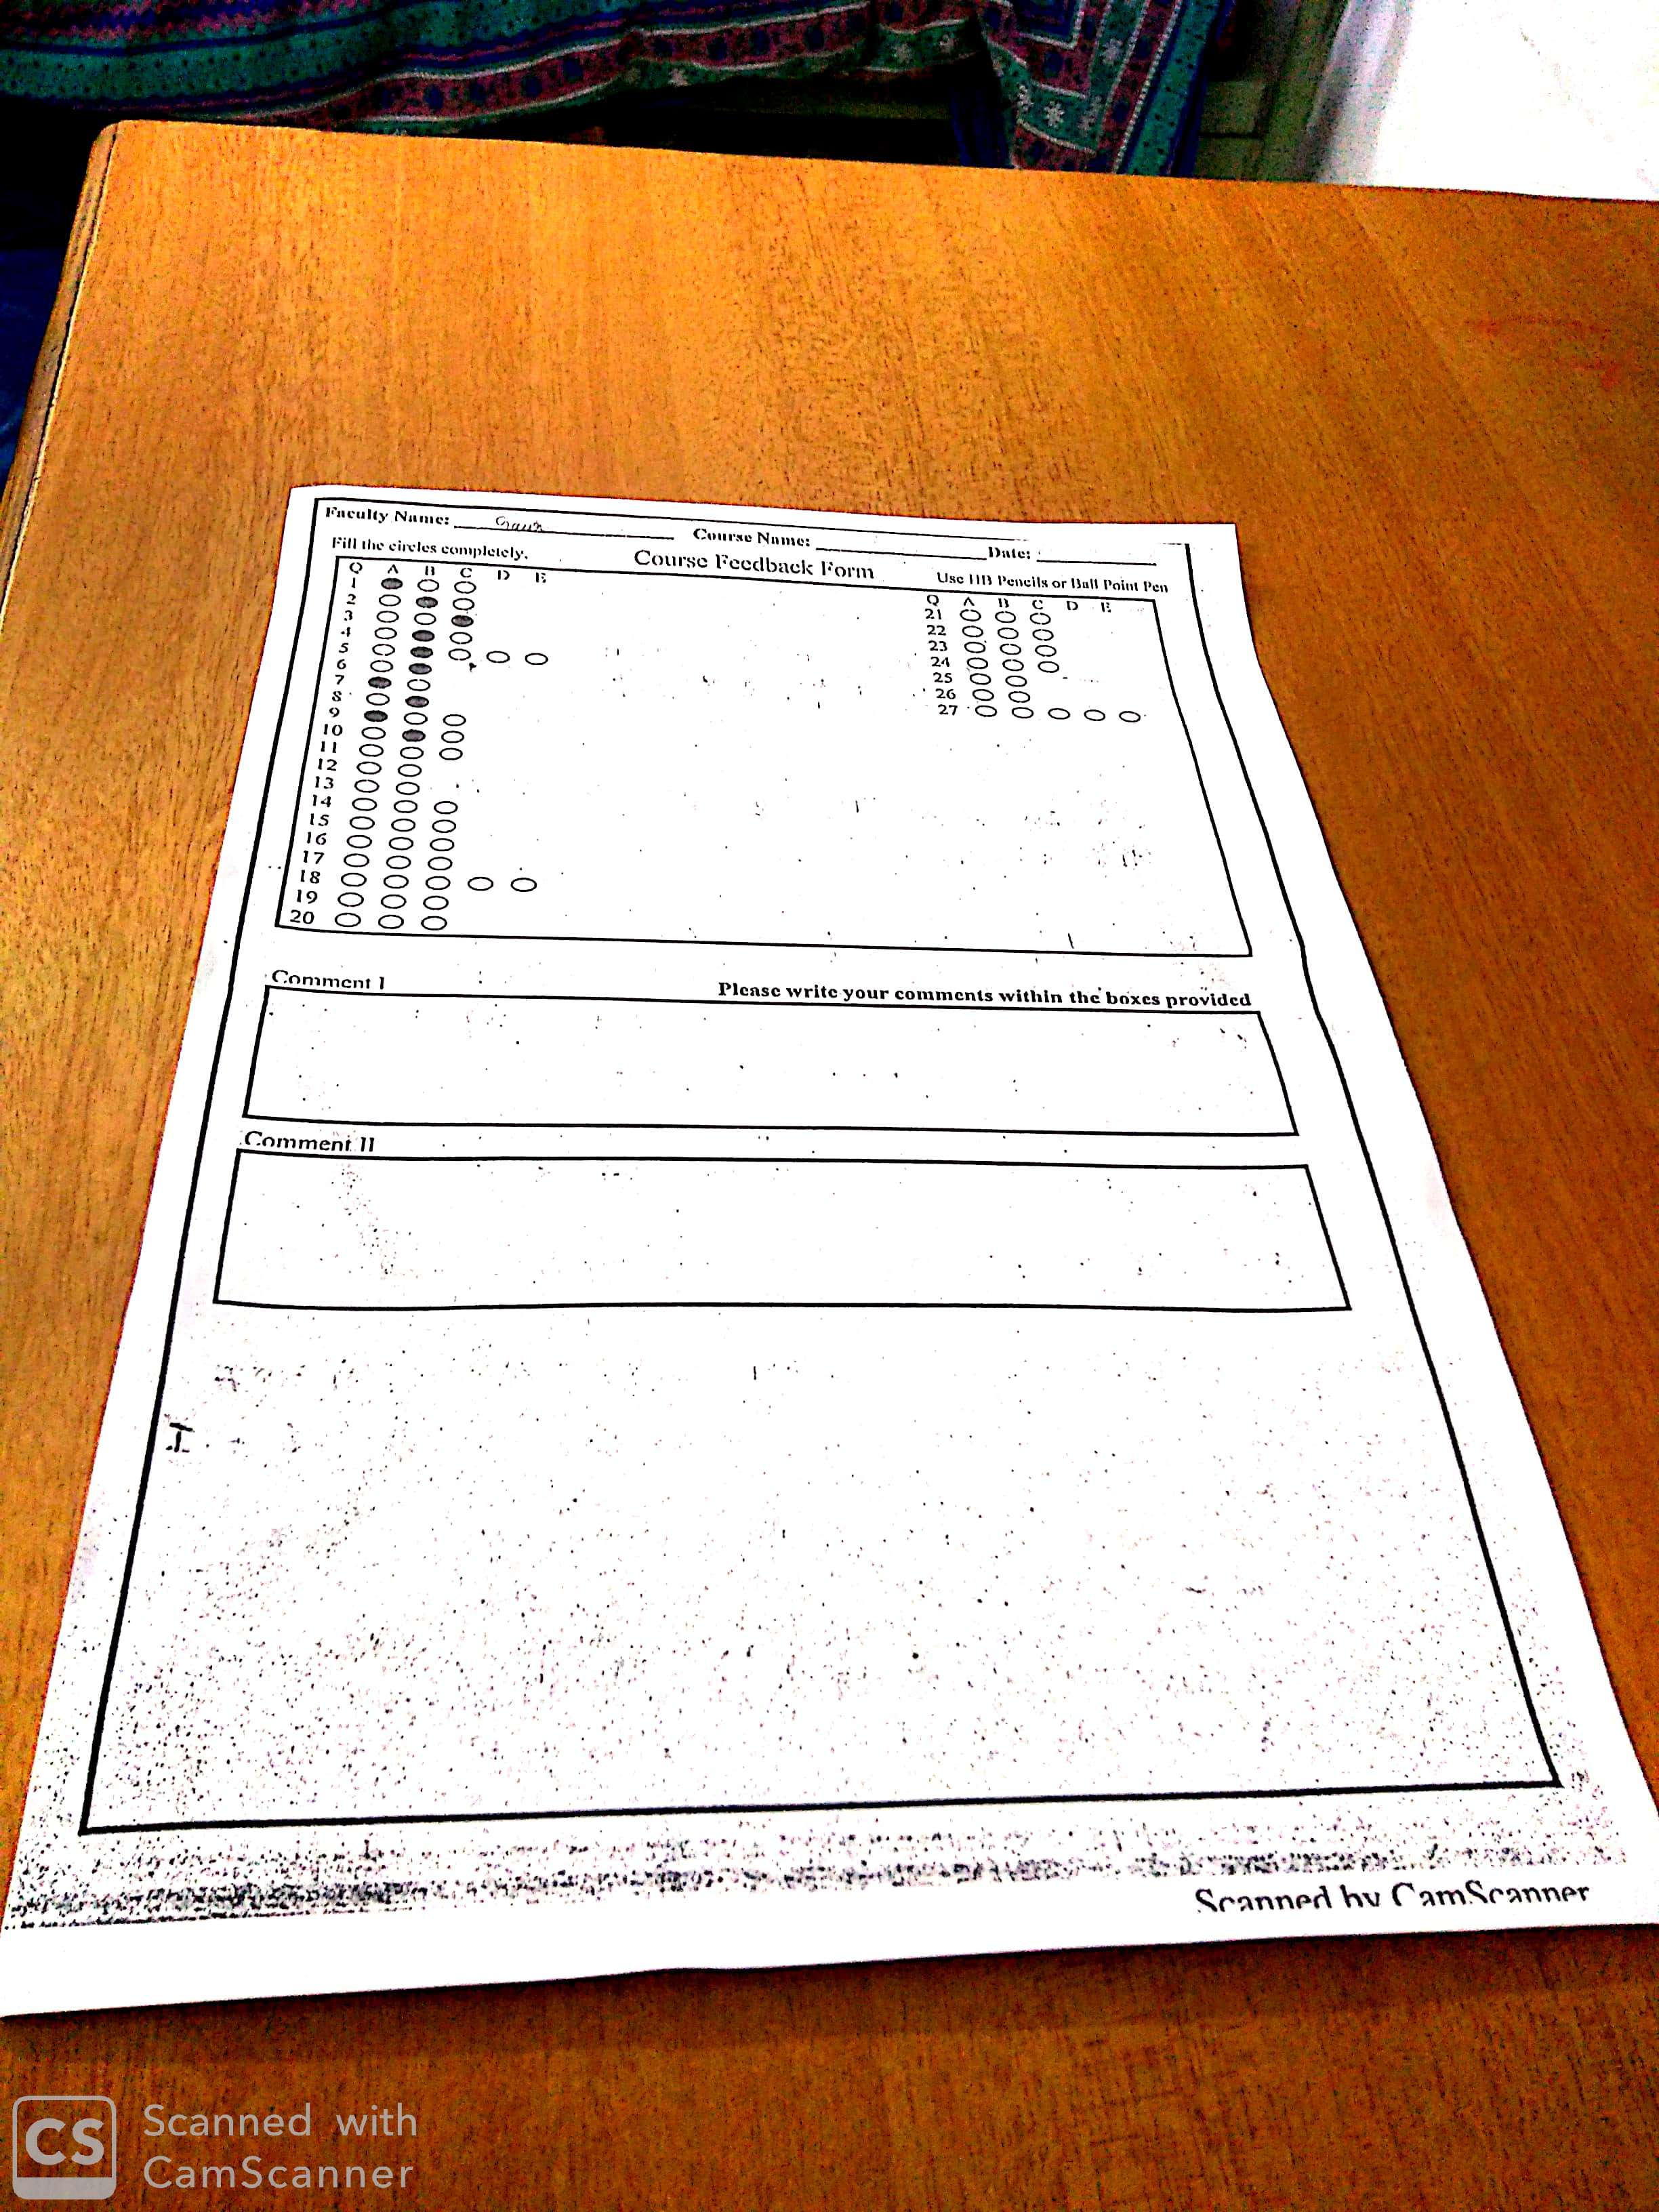 Faculty Name: Course Name: Date:
Fill the circles completely. Course Feedback Form Use HB Pencils or Ball Point Pen
Q A B C D E
1
2
3
4
5
6
7
8
9
10
11
12
13
14
15
16
17
18
19
20
Q A B C D E
21
22
23
24
25
26
27
Comment I Please write your comments within the boxes provided
Comment II
I
Scanned by CamScanner
CS Scanned with
CamScanner